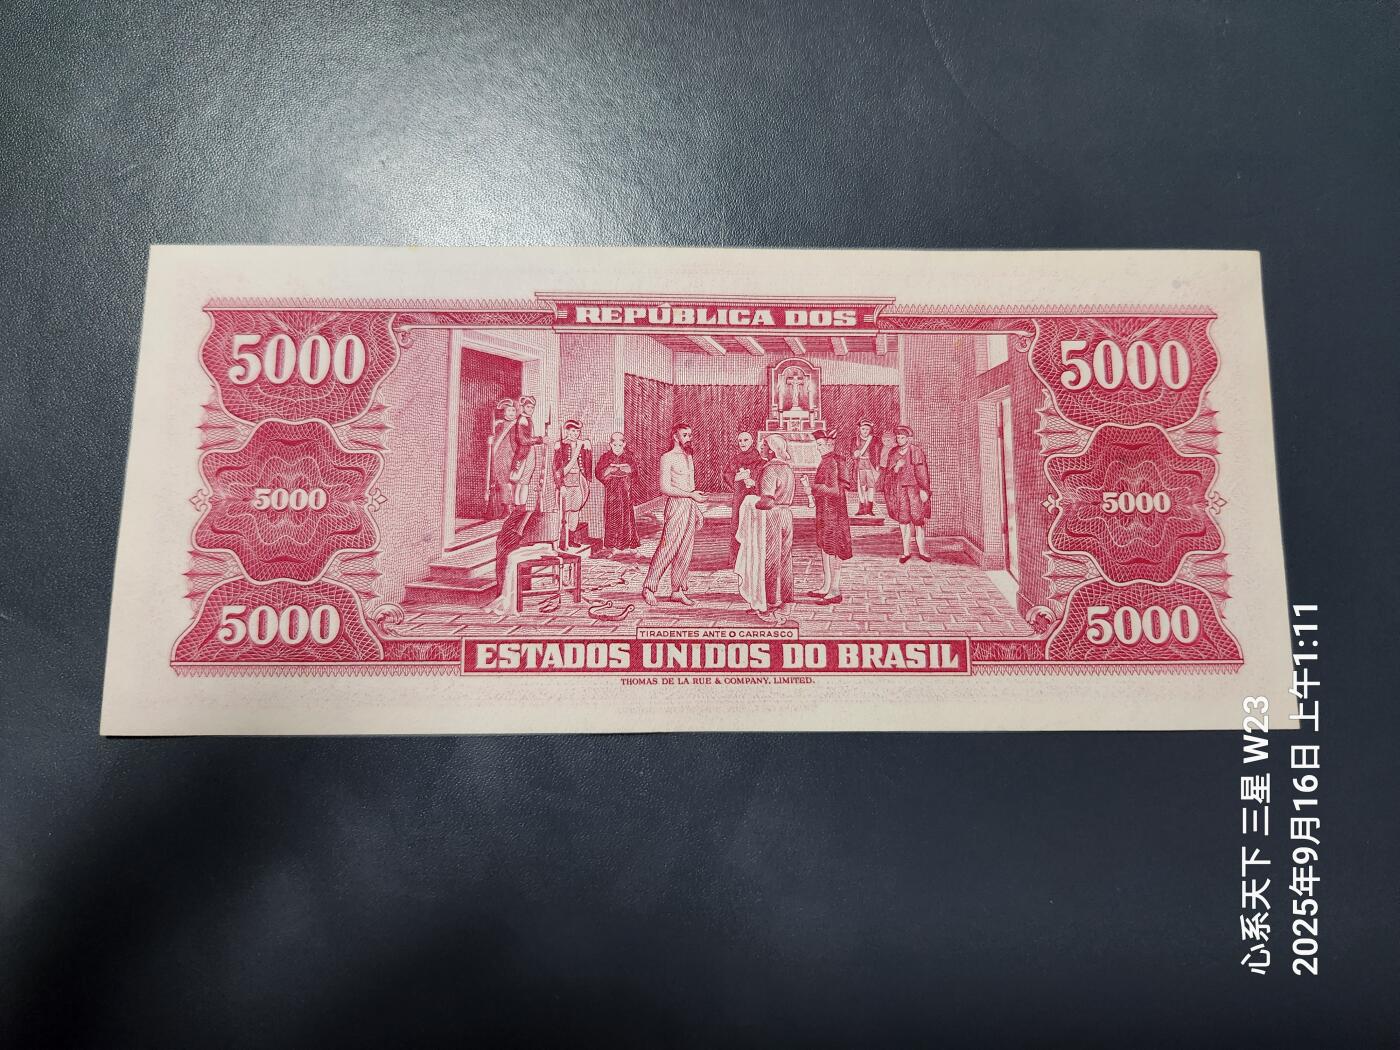 REPÚBLICA DOS
5000
5000
5000
5000
5000
5000
TIRADENTES ANTE O CARRASCO
ESTADOS UNIDOS DO BRASIL
THOMAS DE LA RUE & COMPANY, LIMITED.
心系天下 三星 W23
2025年9月16日 上午1:11